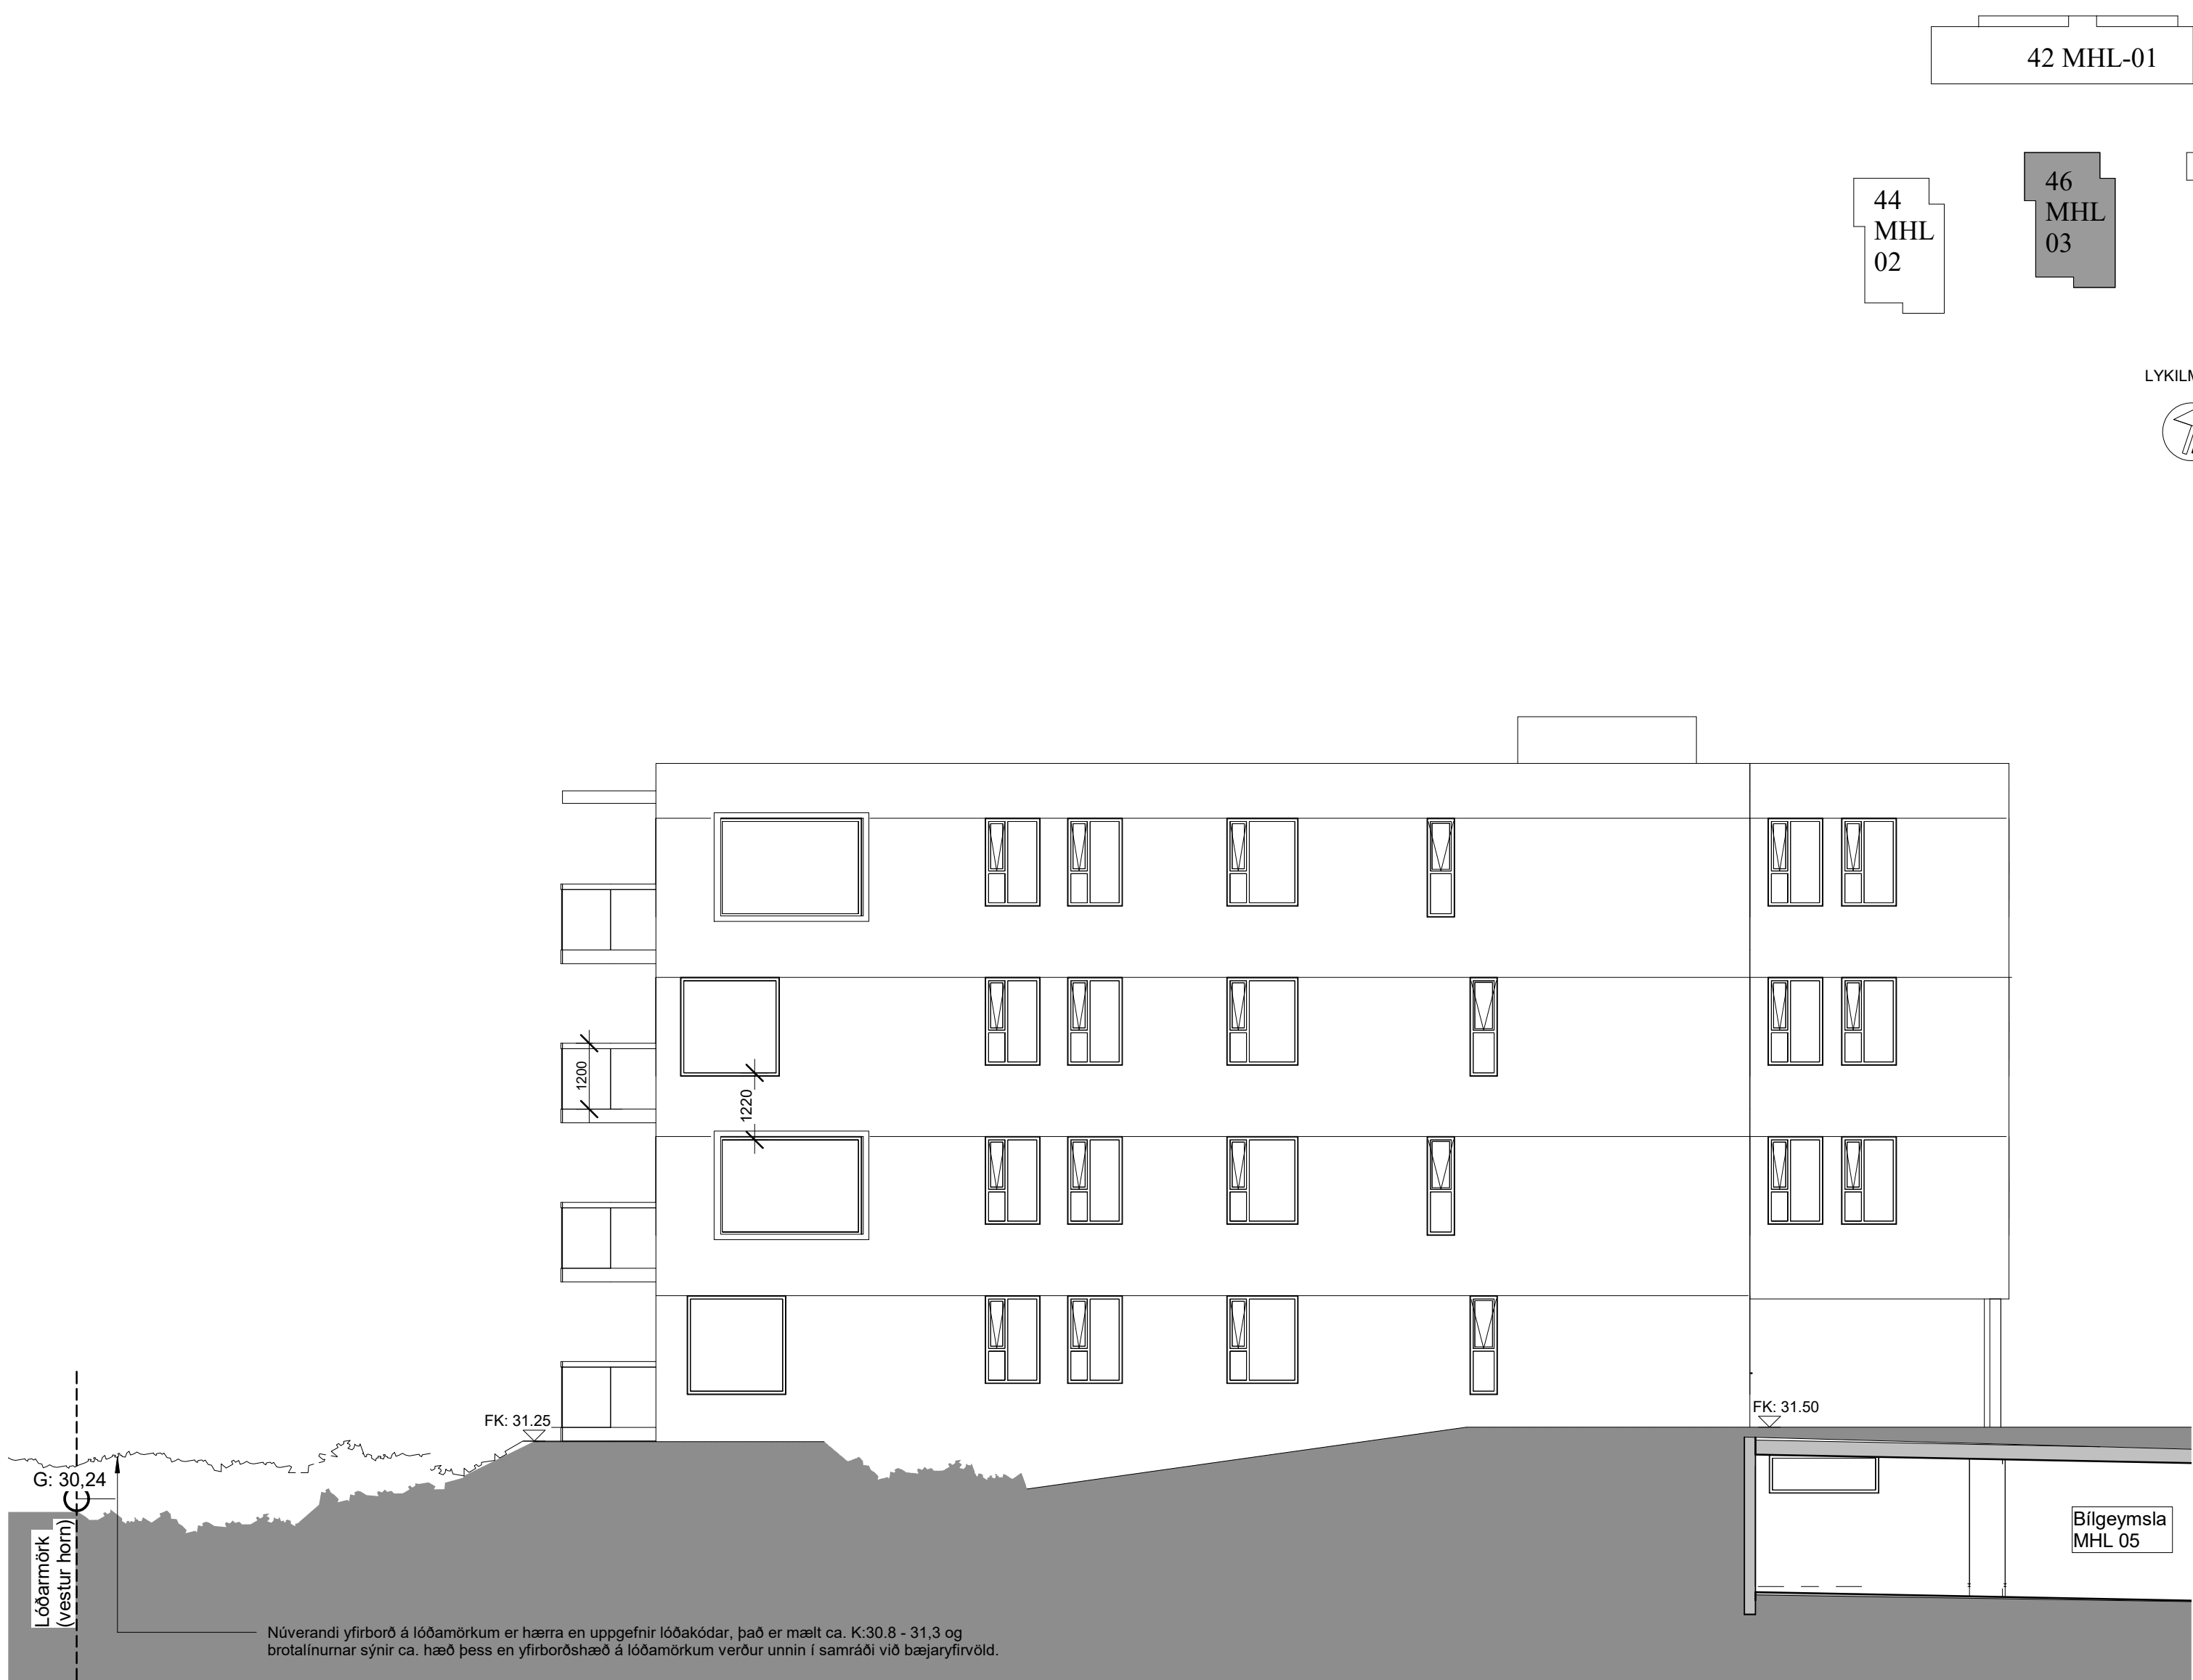 42 MHL-01
46
MHL
03
44
MHL
02
LYKILM
1200
1220
FK: 31.25
FK: 31.50
G: 30,24
Lóðarmörk
(vestur horn)
Bílgeymsla
MHL 05
Núverandi yfirborð á lóðamörkum er hærra en uppgefnir lóðakódar, það er mælt ca. K:30.8 - 31,3 og
brotalínurnar sýnir ca. hæð þess en yfirborðshæð á lóðamörkum verður unnin í samráði við bæjaryfirvöld.